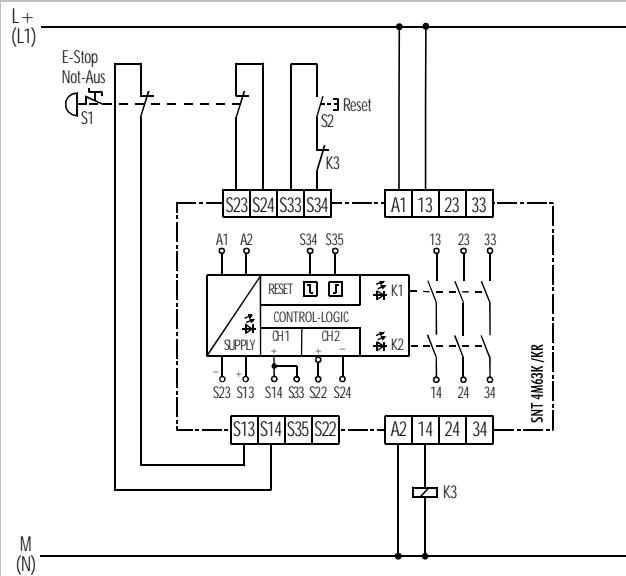 L+
(L1)
E-Stop
Not-Aus
S1
Reset
S2
K3
S23 S24 S33 S34
A1 13 23 33
A1 A2 S34 S35
13 23 33
RESET
K1
CONTROL-LOGIC
SUPPLY
CH1 CH2
K2
+ + −
− +
S23 S13 S14 S33 S22 S24
14 24 34
SNT 4M63K /KR
S13 S14 S35 S22
A2 14 24 34
K3
M
(N)